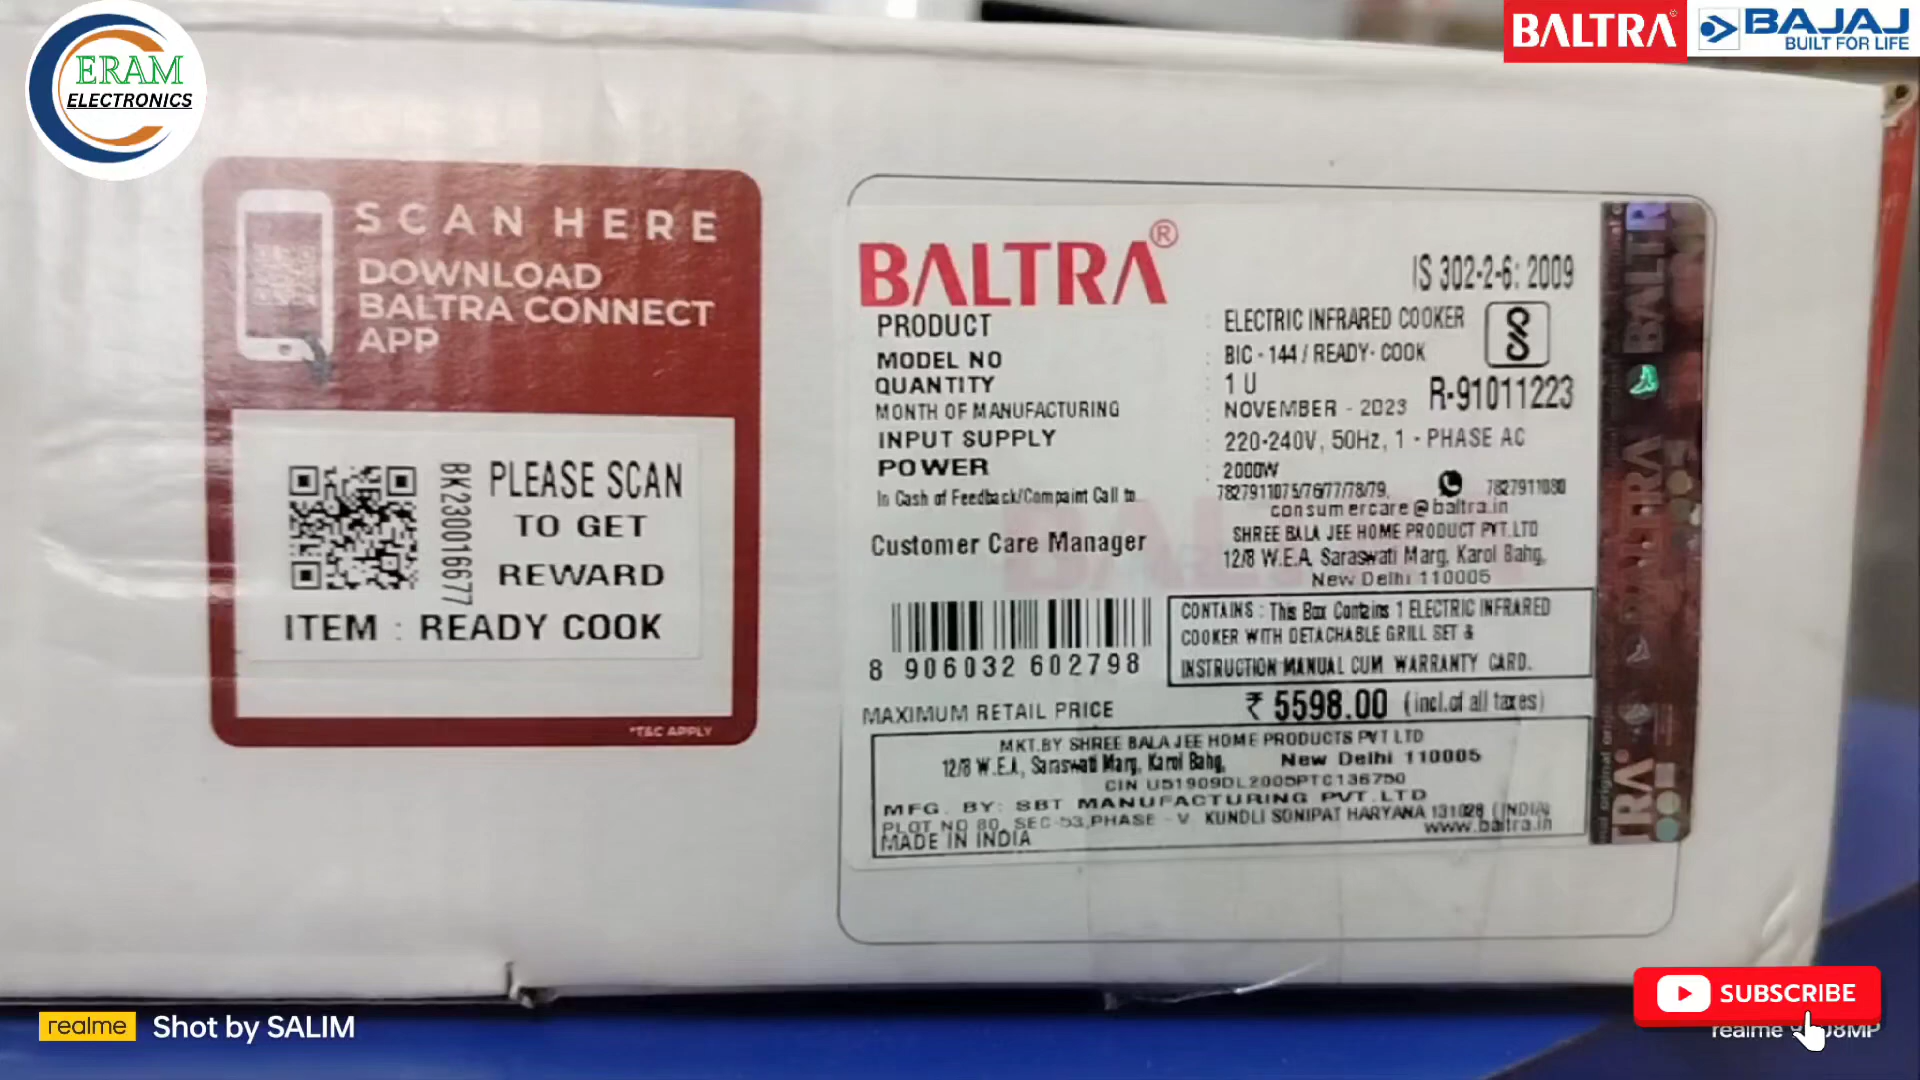 ERAM
ELECTRONICS
BALTRA®
BAJAJ
BUILT FOR LIFE
SCAN HERE
DOWNLOAD
BALTRA CONNECT
APP
PLEASE SCAN
TO GET
REWARD
BK230016677
ITEM : READY COOK
*T&C APPLY
BALTRA®
IS 302-2-6: 2009
PRODUCT : ELECTRIC INFRARED COOKER
MODEL NO : BIC - 144 / READY- COOK
QUANTITY : 1 U
R-91011223
MONTH OF MANUFACTURING : NOVEMBER - 2023
INPUT SUPPLY : 220-240V, 50Hz, 1 - PHASE AC
POWER : 2000W
In Cash of Feedback/Compaint Call to 7827911075/76/77/78/79, 7827911080
consumercare@baltra.in
Customer Care Manager
SHREE BALA JEE HOME PRODUCT PVT.LTD
12/8 W.E.A, Saraswati Marg, Karol Bahg,
New Delhi 110005
8 906032 602798
CONTAINS : This Box Contains 1 ELECTRIC INFRARED
COOKER WITH DETACHABLE GRILL SET &
INSTRUCTION MANUAL CUM WARRANTY CARD.
MAXIMUM RETAIL PRICE ₹ 5598.00 (incl.of all taxes)
MKT.BY SHREE BALA JEE HOME PRODUCTS PVT LTD
12/8 W.E.A, Saraswati Marg, Karol Bahg, New Delhi 110005
CIN U51909DL2005PTC136750
MFG. BY: SBT MANUFACTURING PVT.LTD
PLOT NO 80, SEC-53,PHASE - V KUNDLI SONIPAT HARYANA 131028 (INDIA)
www.baltra.in
MADE IN INDIA
BALTRA
realme
Shot by SALIM
SUBSCRIBE
realme